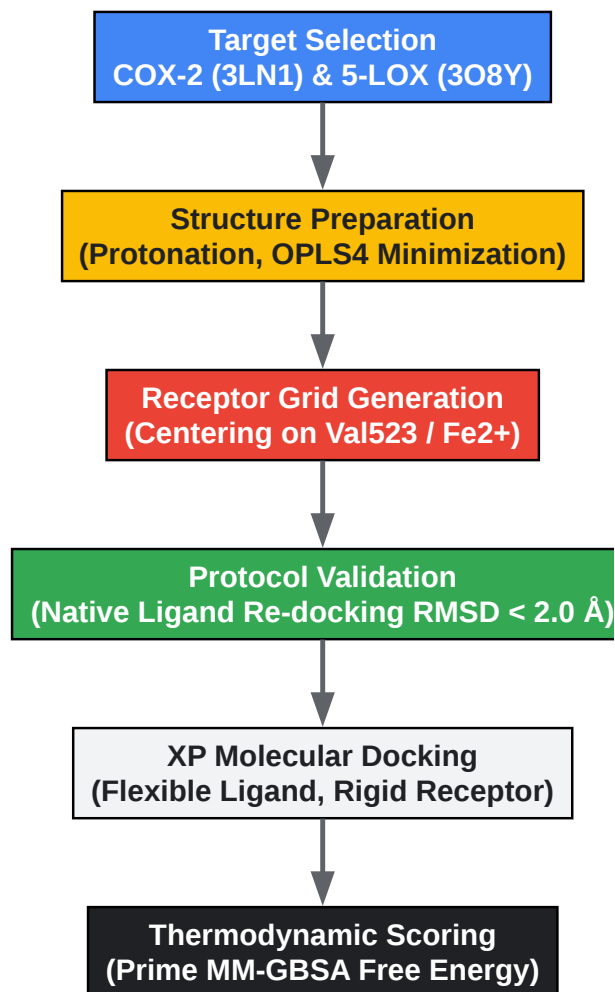 Target Selection
COX-2 (3LN1) & 5-LOX (3O8Y)
Structure Preparation
(Protonation, OPLS4 Minimization)
Receptor Grid Generation
(Centering on Val523 / Fe2+)
Protocol Validation
(Native Ligand Re-docking RMSD < 2.0 Å)
XP Molecular Docking
(Flexible Ligand, Rigid Receptor)
Thermodynamic Scoring
(Prime MM-GBSA Free Energy)